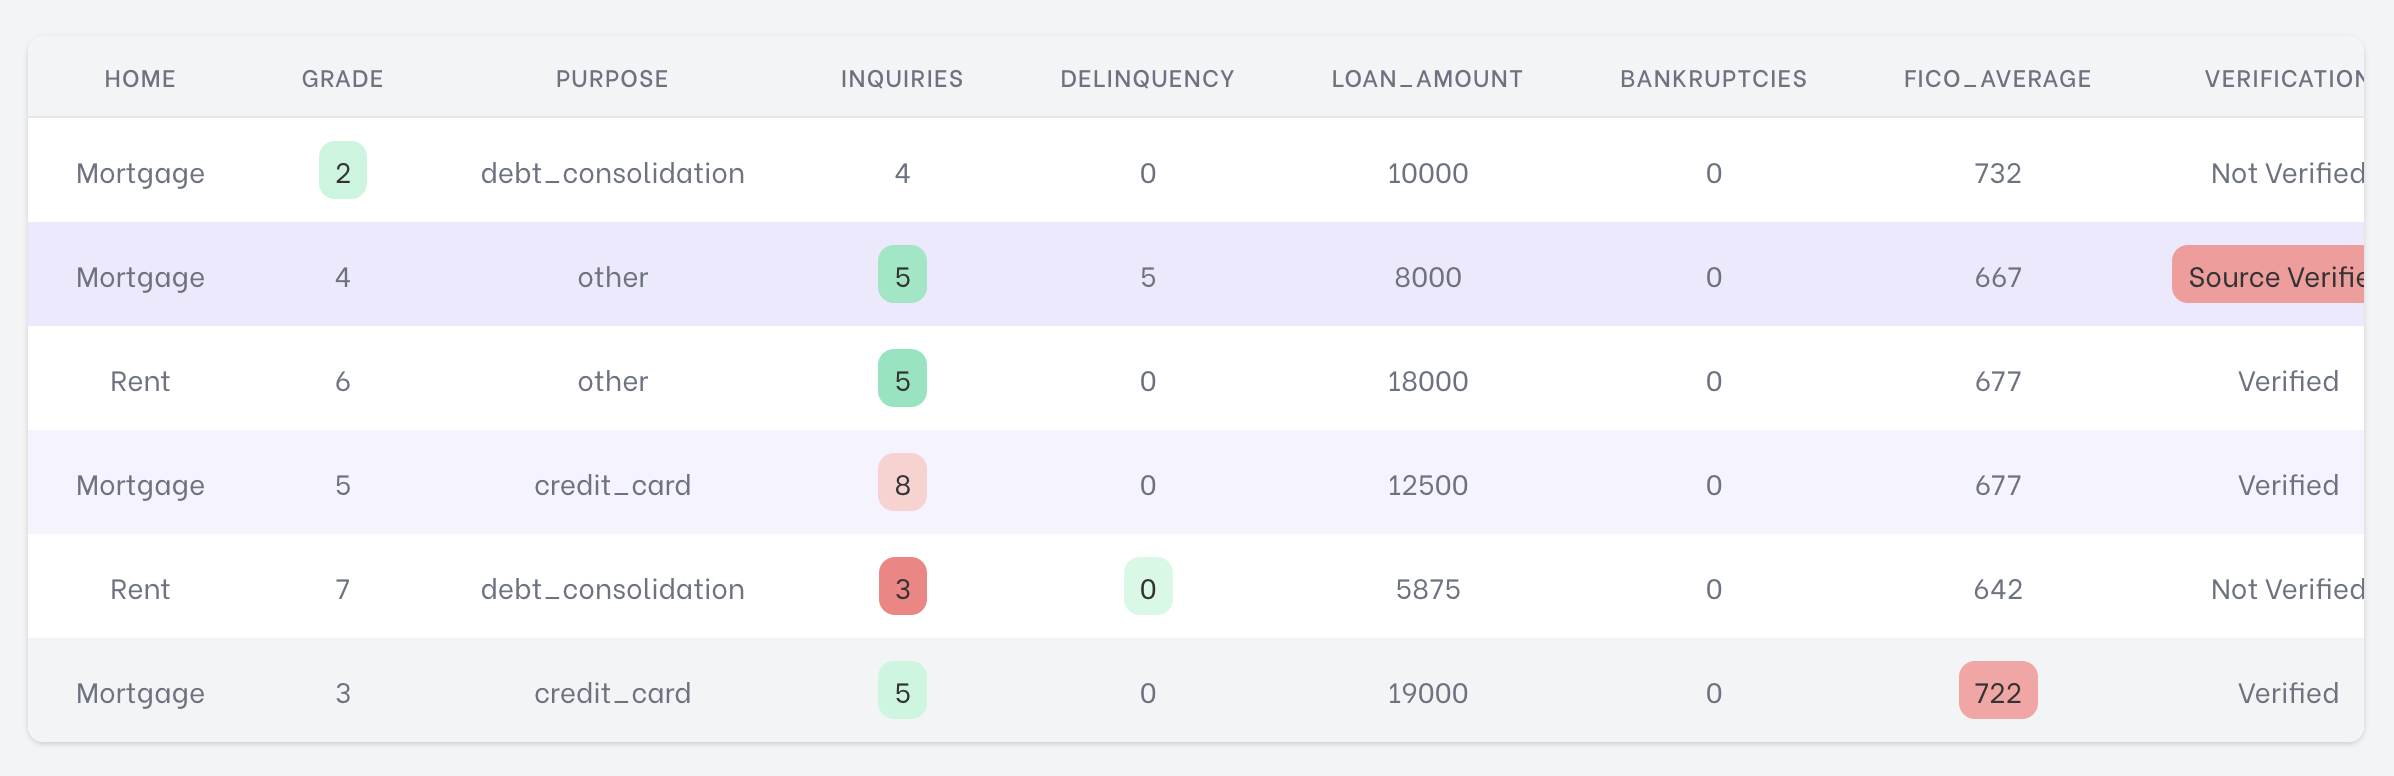 HOME GRADE PURPOSE INQUIRIES DELINQUENCY LOAN_AMOUNT BANKRUPTCIES FICO_AVERAGE VERIFICATION
Mortgage 2 debt_consolidation 4 0 10000 0 732 Not Verified
Mortgage 4 other 5 5 8000 0 667 Source Verifie
Rent 6 other 5 0 18000 0 677 Verified
Mortgage 5 credit_card 8 0 12500 0 677 Verified
Rent 7 debt_consolidation 3 0 5875 0 642 Not Verified
Mortgage 3 credit_card 5 0 19000 0 722 Verified